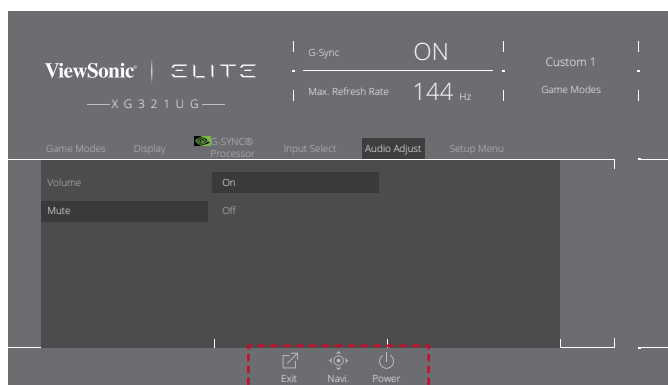 G-Sync ON
ViewSonic® | ELITE
Custom 1
Max. Refresh Rate 144 Hz
Game Modes
XG321UG
Game Modes Display G-SYNC® Processor Input Select Audio Adjust Setup Menu
Volume On
Mute Off
Exit Navi. Power